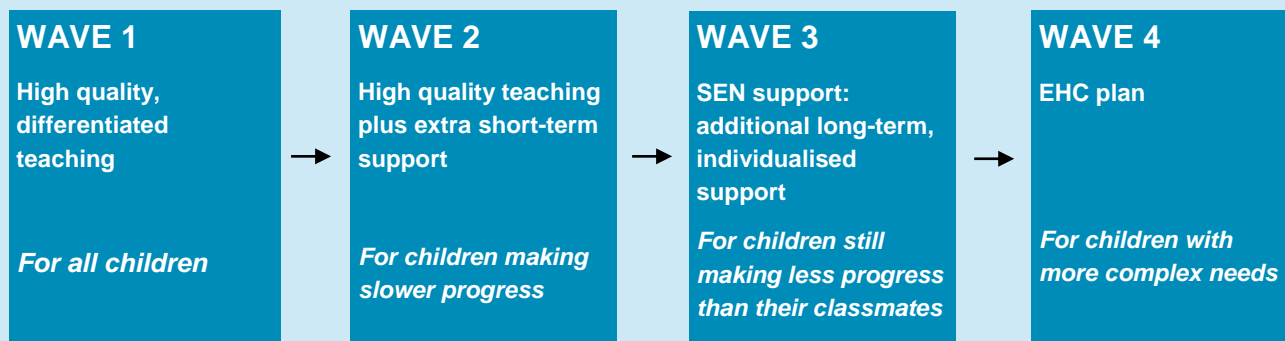 WAVE 1
High quality,
differentiated
teaching
For all children
WAVE 2
High quality teaching
plus extra short-term
support
For children making
slower progress
WAVE 3
SEN support:
additional long-term,
individualised
support
For children still
making less progress
than their classmates
WAVE 4
EHC plan
For children with
more complex needs